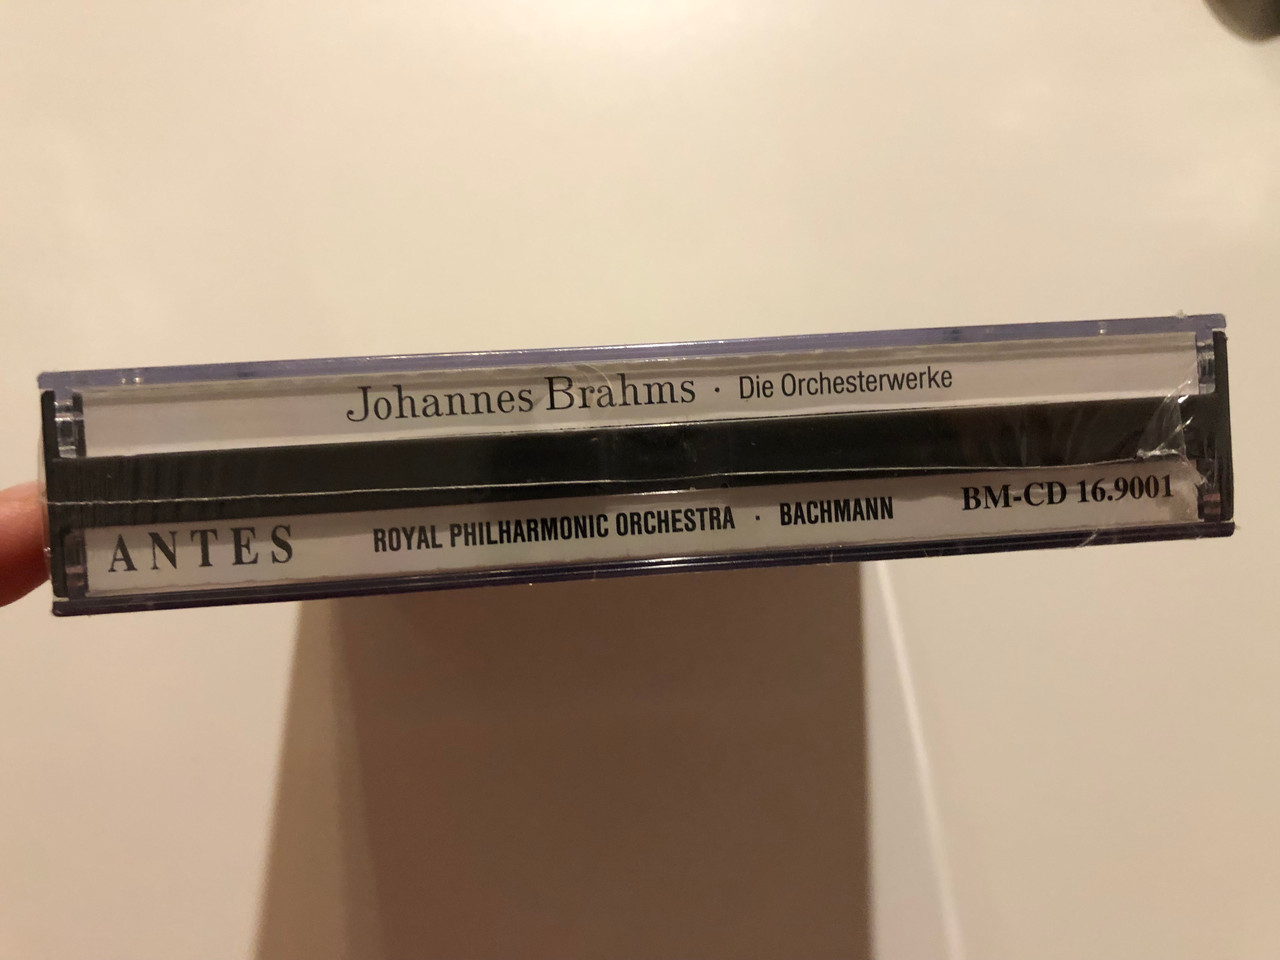 Johannes Brahms · Die Orchesterwerke
ANTES ROYAL PHILHARMONIC ORCHESTRA · BACHMANN BM-CD 16.9001